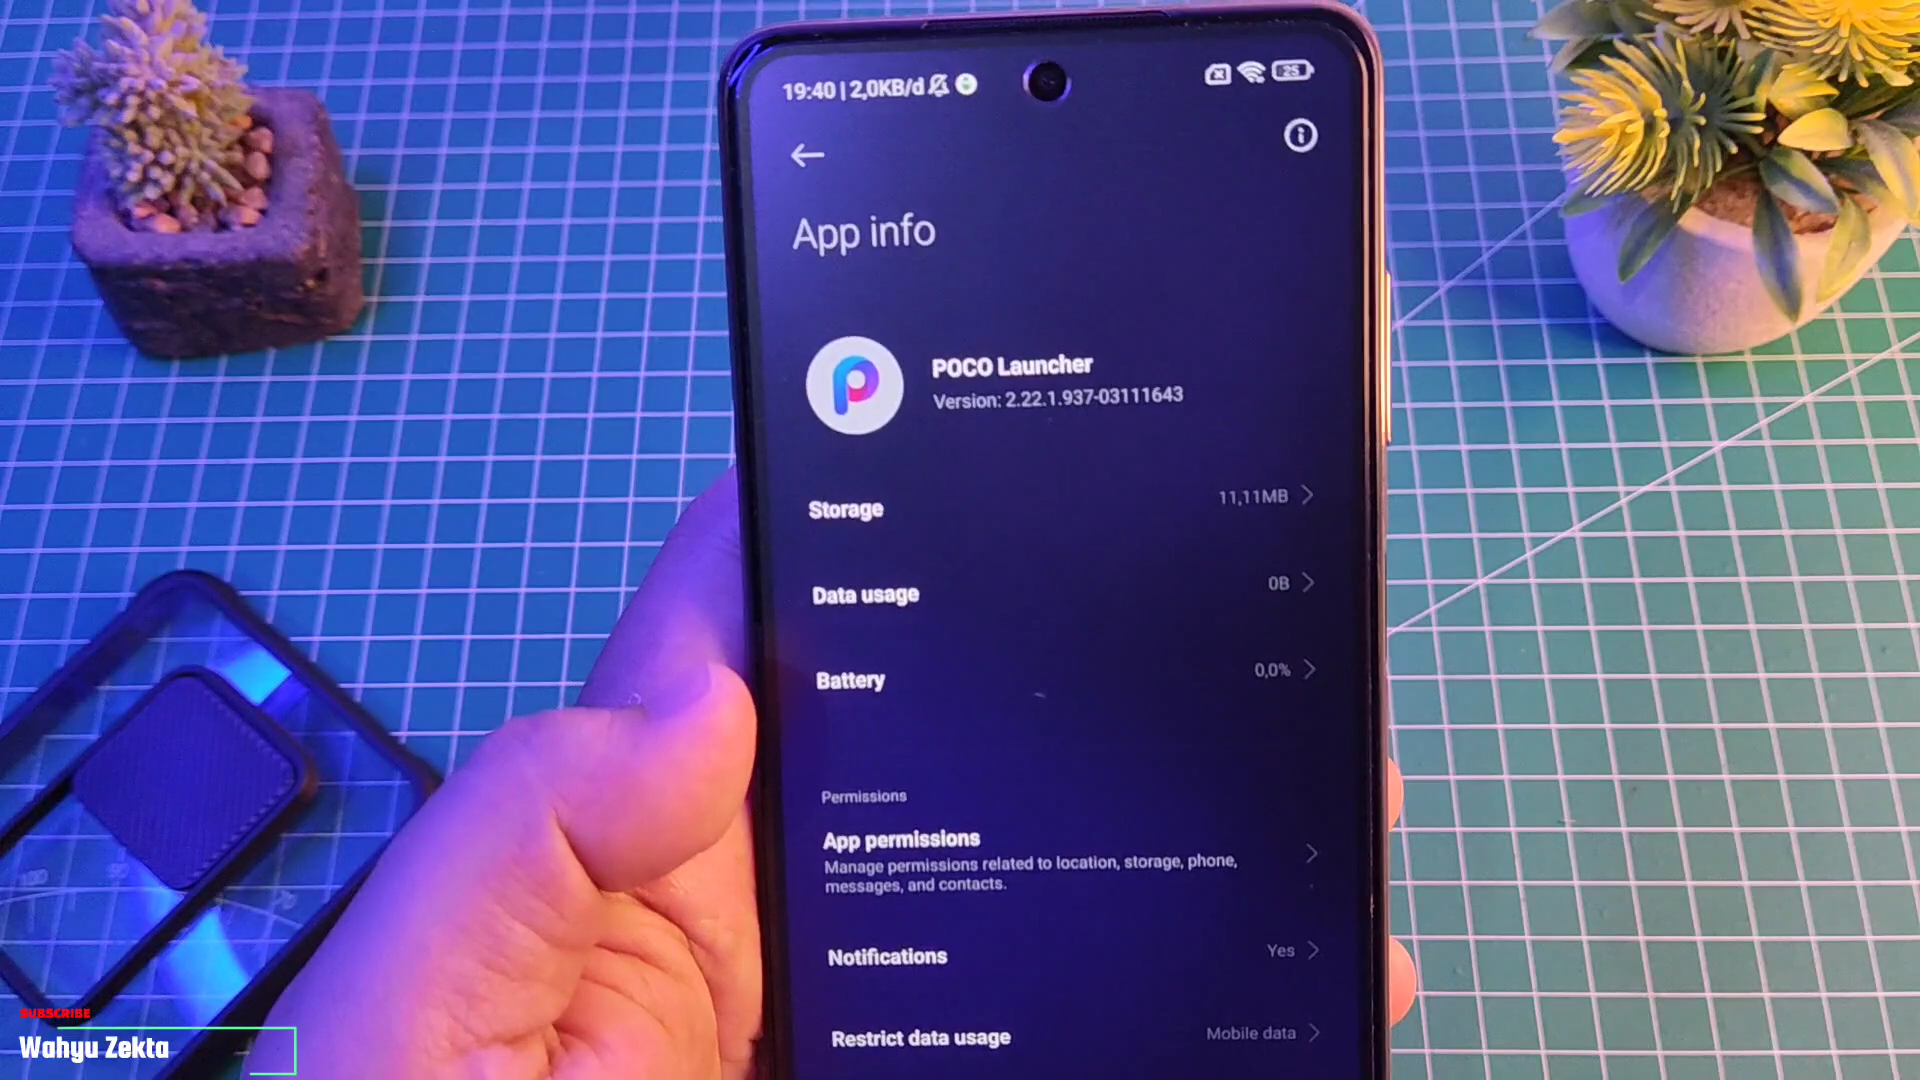 19:40 | 2,0KB/d
25
App info
POCO Launcher
Version: 2.22.1.937-03111643
Storage 11,11MB
Data usage 0B
Battery 0,0%
Permissions
App permissions
Manage permissions related to location, storage, phone,
messages, and contacts.
Notifications Yes
Restrict data usage Mobile data
SUBSCRIBE
Wahyu Zekta